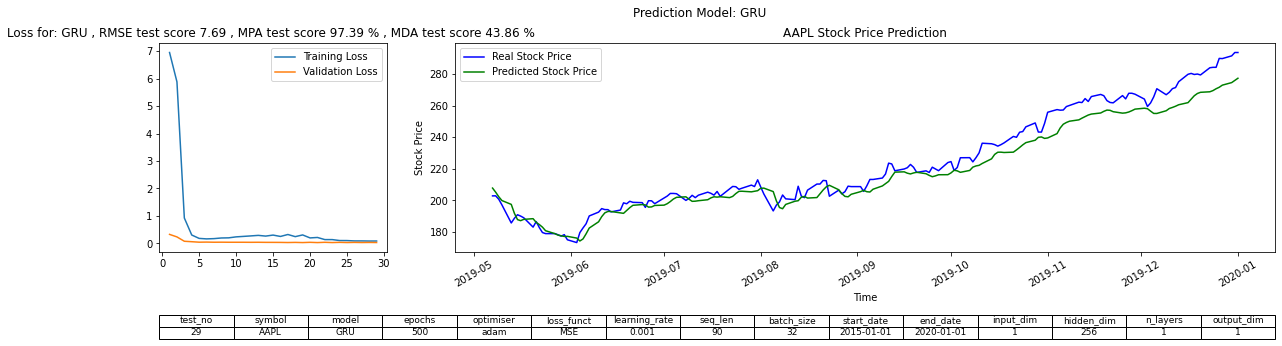 Prediction Model: GRU
Loss for: GRU , RMSE test score 7.69 , MPA test score 97.39 % , MDA test score 43.86 %
7
6
5
4
3
2
1
0
0 5 10 15 20 25 30
Training Loss
Validation Loss
AAPL Stock Price Prediction
Stock Price
280
260
240
220
200
180
Real Stock Price
Predicted Stock Price
2019-05 2019-06 2019-07 2019-08 2019-09 2019-10 2019-11 2019-12 2020-01
Time
test_no symbol model epochs optimiser loss_funct learning_rate seq_len batch_size start_date end_date input_dim hidden_dim n_layers output_dim
29 AAPL GRU 500 adam MSE 0.001 90 32 2015-01-01 2020-01-01 1 256 1 1